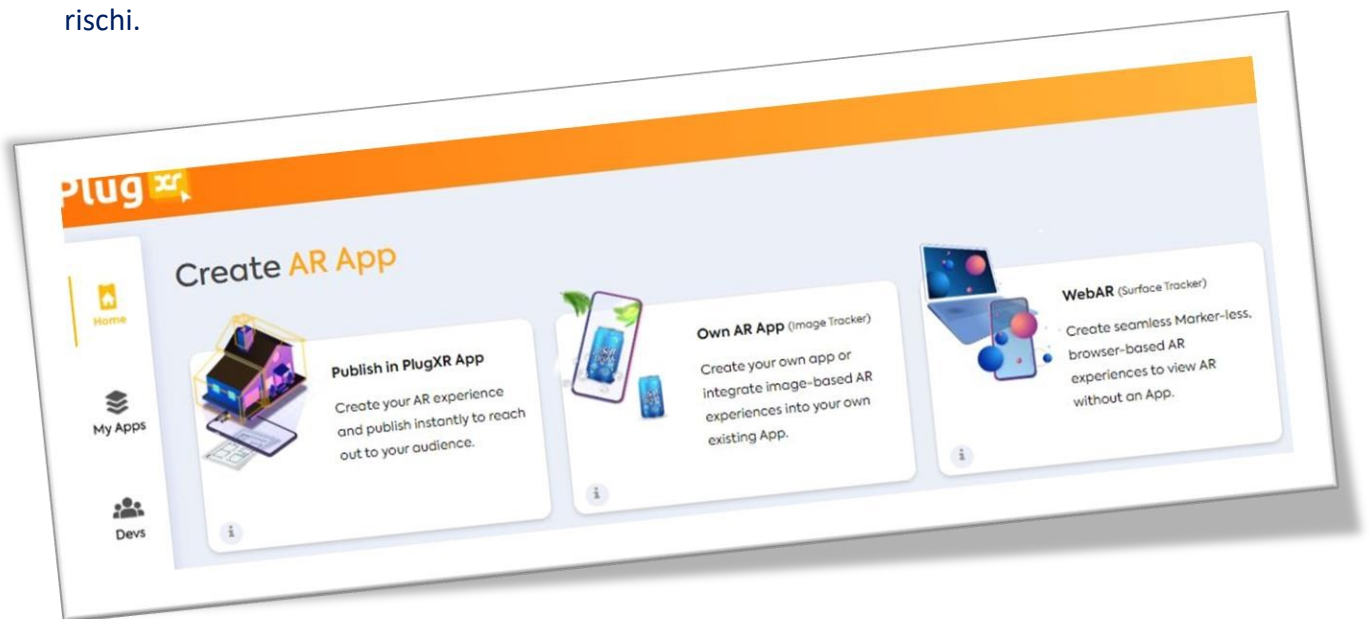 rischi.
Plug xr
Create AR App
Home
My Apps
Devs
Publish in PlugXR App
Create your AR experience
and publish instantly to reach
out to your audience.
Own AR App (Image Tracker)
Create your own app or
integrate image-based AR
experiences into your own
existing App.
WebAR (Surface Tracker)
Create seamless Marker-less,
browser-based AR
experiences to view AR
without an App.